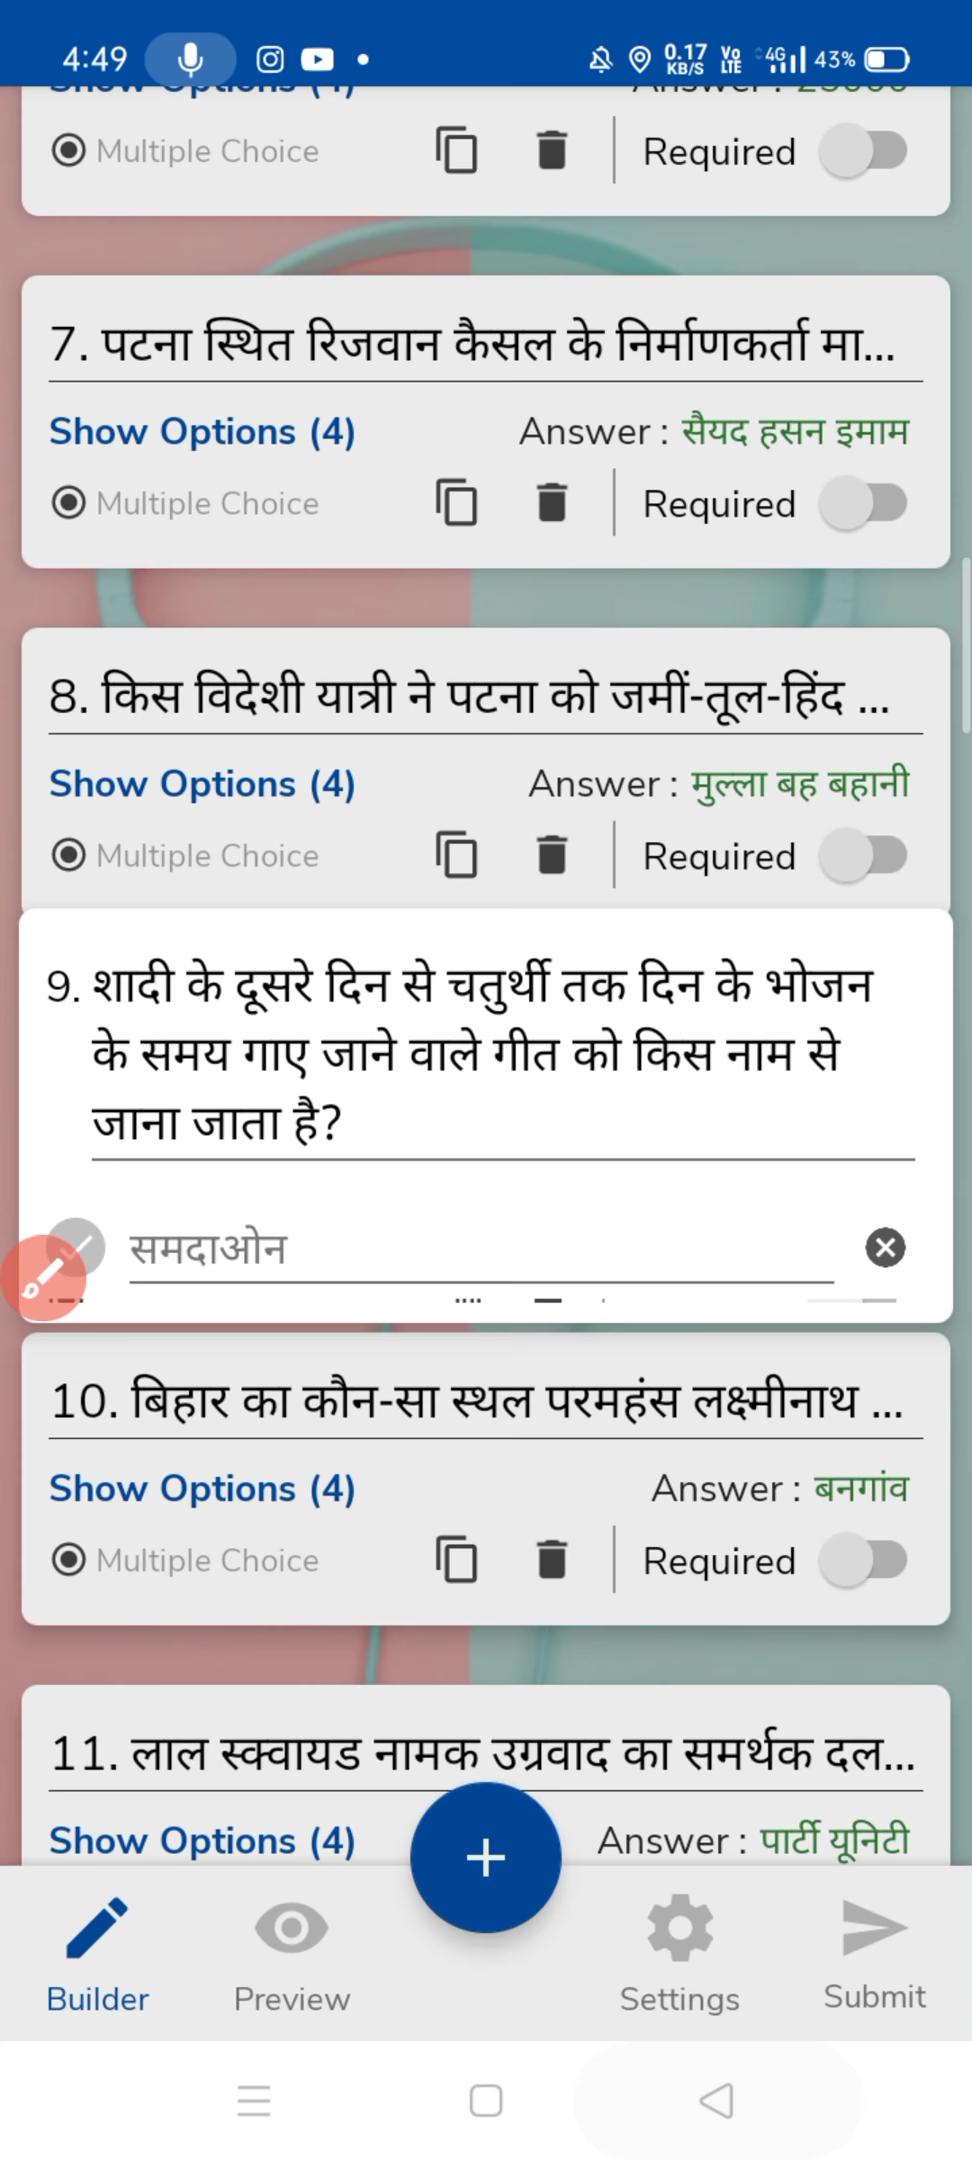 4:49
0.17 KB/S
Vo LTE
4G
43%
Multiple Choice
Required
7. पटना स्थित रिजवान कैसल के निर्माणकर्ता मा...
Show Options (4)
Answer : सैयद हसन इमाम
Multiple Choice
Required
8. किस विदेशी यात्री ने पटना को जमीं-तूल-हिंद ...
Show Options (4)
Answer : मुल्ला बह बहानी
Multiple Choice
Required
9. शादी के दूसरे दिन से चतुर्थी तक दिन के भोजन
के समय गाए जाने वाले गीत को किस नाम से
जाना जाता है?
समदाओन
10. बिहार का कौन-सा स्थल परमहंस लक्ष्मीनाथ ...
Show Options (4)
Answer : बनगांव
Multiple Choice
Required
11. लाल स्क्वायड नामक उग्रवाद का समर्थक दल...
Show Options (4)
Answer : पार्टी यूनिटी
Builder
Preview
Settings
Submit